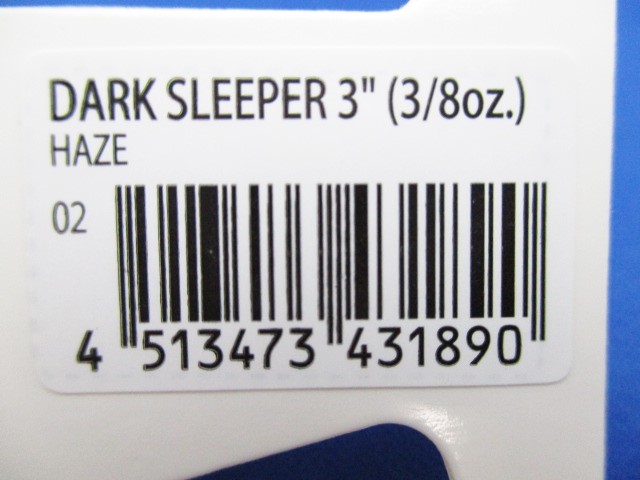 DARK SLEEPER 3" (3/8oz.)
HAZE
02
4 513473 431890